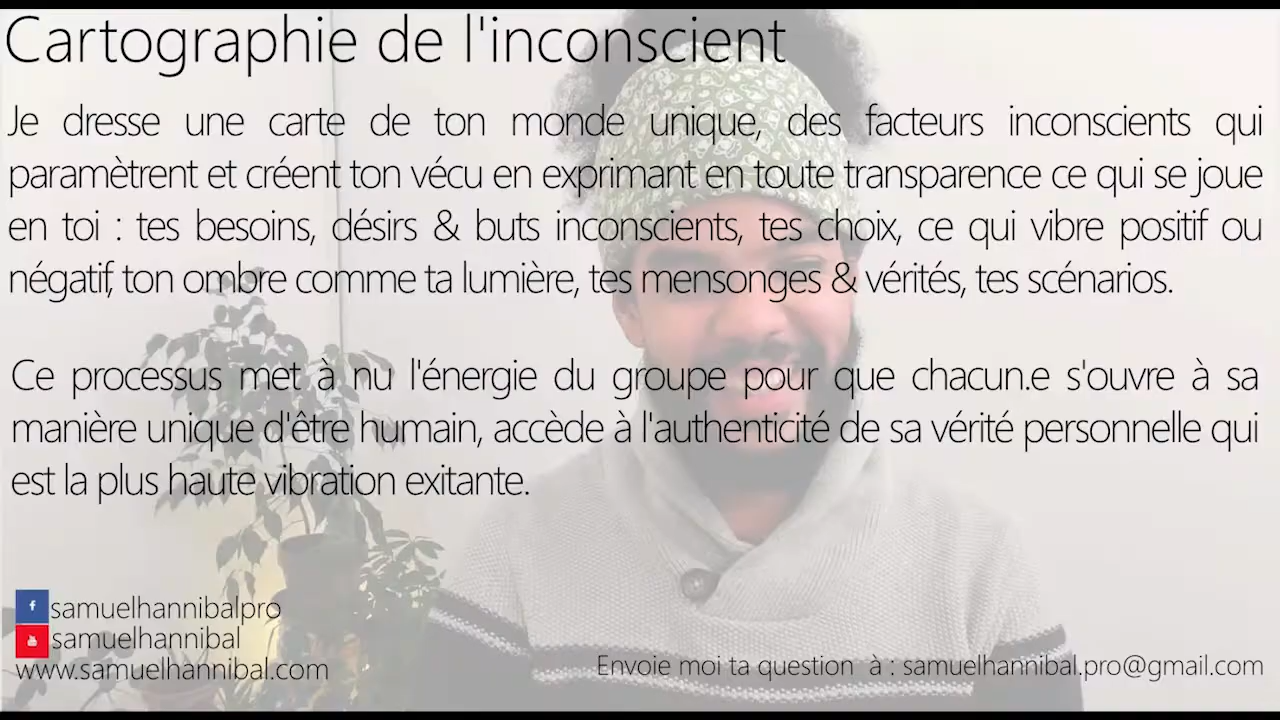 Cartographie de l'inconscient
Je dresse une carte de ton monde unique, des facteurs inconscients qui
paramètrent et créent ton vécu en exprimant en toute transparence ce qui se joue
en toi : tes besoins, désirs & buts inconscients, tes choix, ce qui vibre positif ou
négatif, ton ombre comme ta lumière, tes mensonges & vérités, tes scénarios.
Ce processus met à nu l'énergie du groupe pour que chacun.e s'ouvre à sa
manière unique d'être humain, accède à l'authenticité de sa vérité personnelle qui
est la plus haute vibration exitante.
samuelhannibalpro
samuelhannibal
www.samuelhannibal.com
Envoie moi ta question à : samuelhannibal.pro@gmail.com